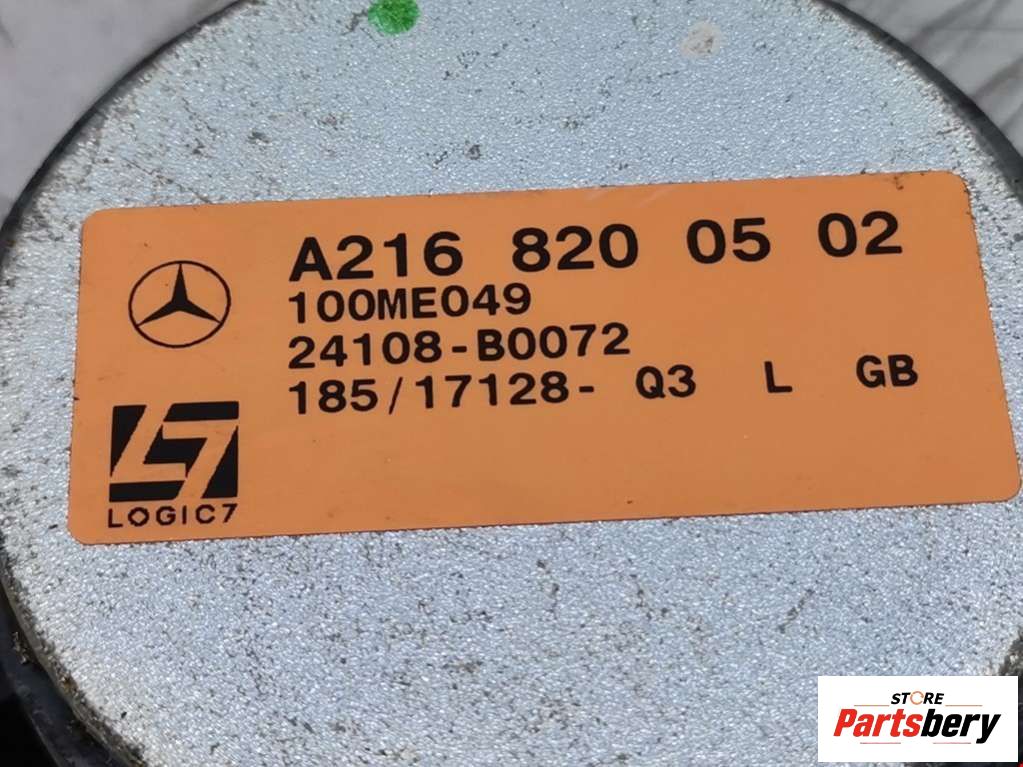 A216 820 05 02
100ME049
24108-B0072
185/17128- Q3 L GB
LOGIC7
STORE
Partsbery